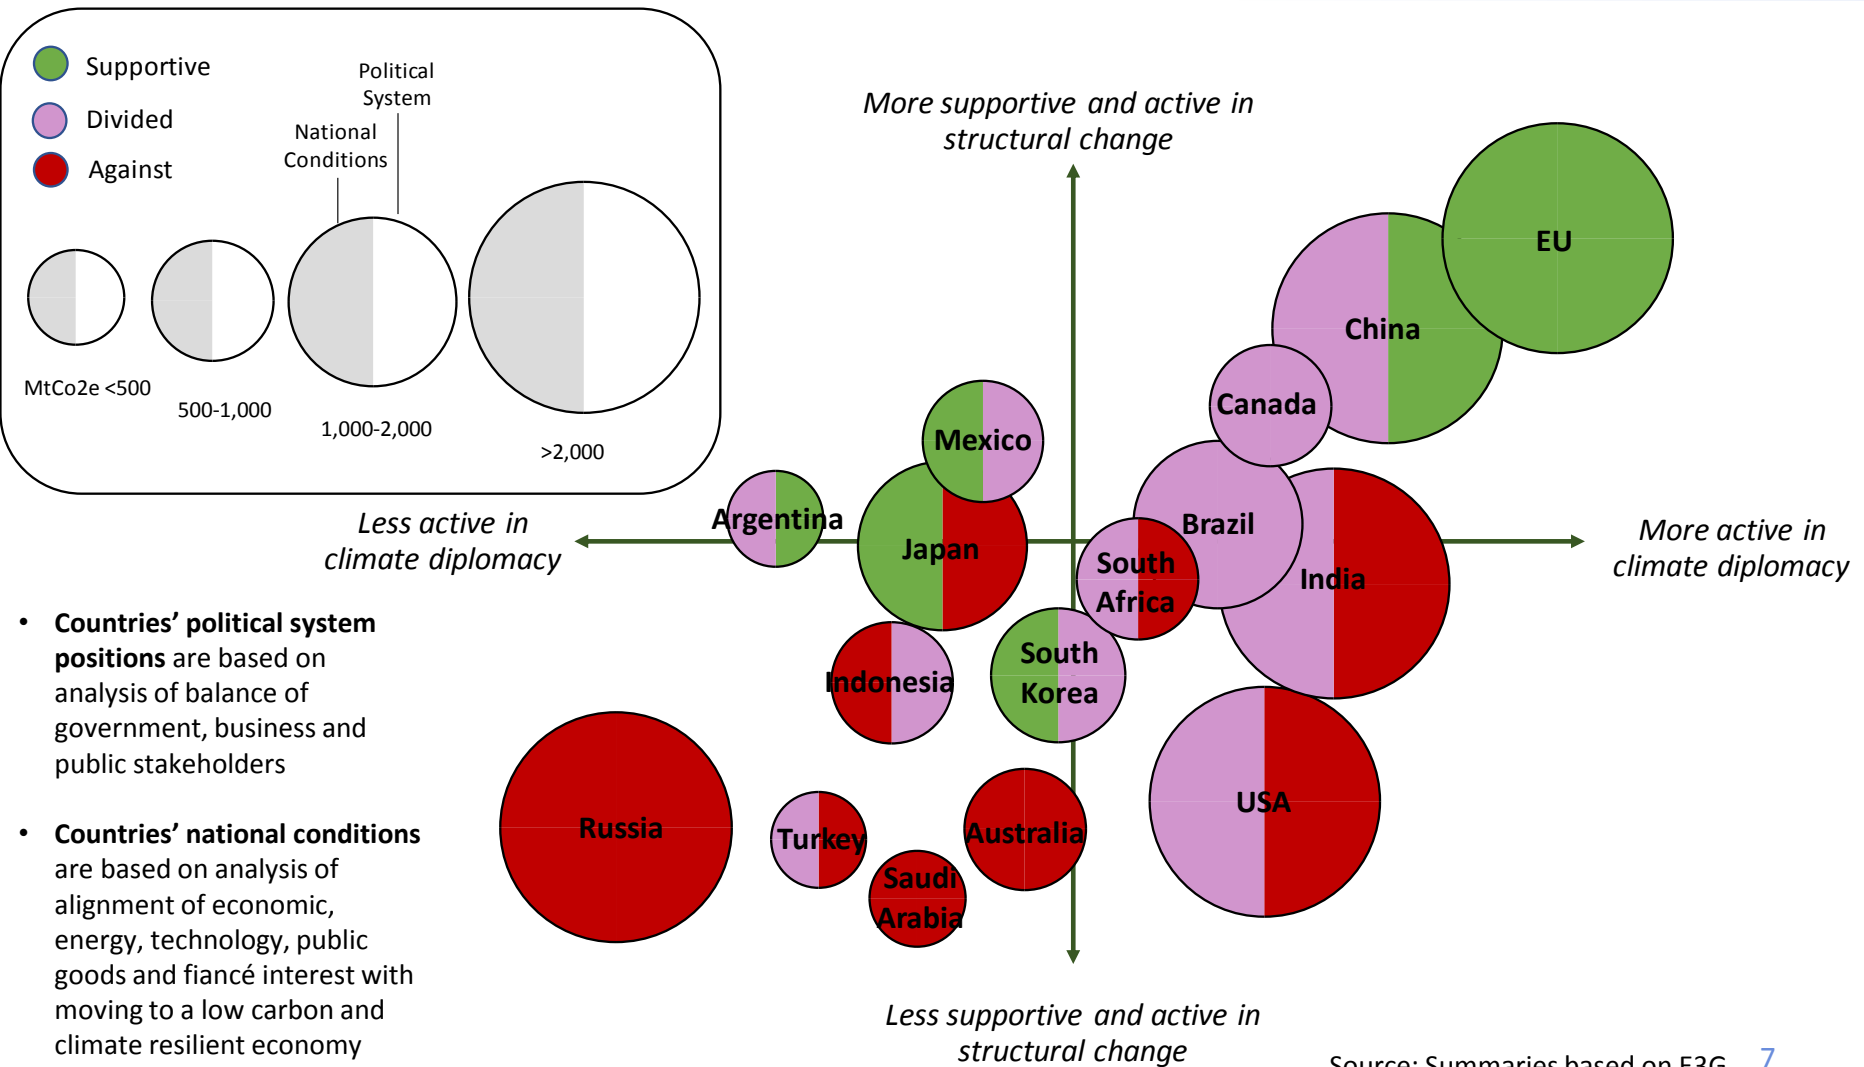 Supportive
Divided
Against
Political
System
National
Conditions
MtCo2e <500
500-1,000
1,000-2,000
>2,000
More supportive and active in
structural change
EU
China
Canada
Mexico
Argentina
Japan
Brazil
South
Africa
India
Less active in
climate diplomacy
More active in
climate diplomacy
Indonesia
South
Korea
USA
Russia
Turkey
Australia
Saudi
Arabia
• Countries’ political system
positions are based on
analysis of balance of
government, business and
public stakeholders
• Countries’ national conditions
are based on analysis of
alignment of economic,
energy, technology, public
goods and fiancé interest with
moving to a low carbon and
climate resilient economy
Less supportive and active in
structural change
Source: Summaries based on E3G
7